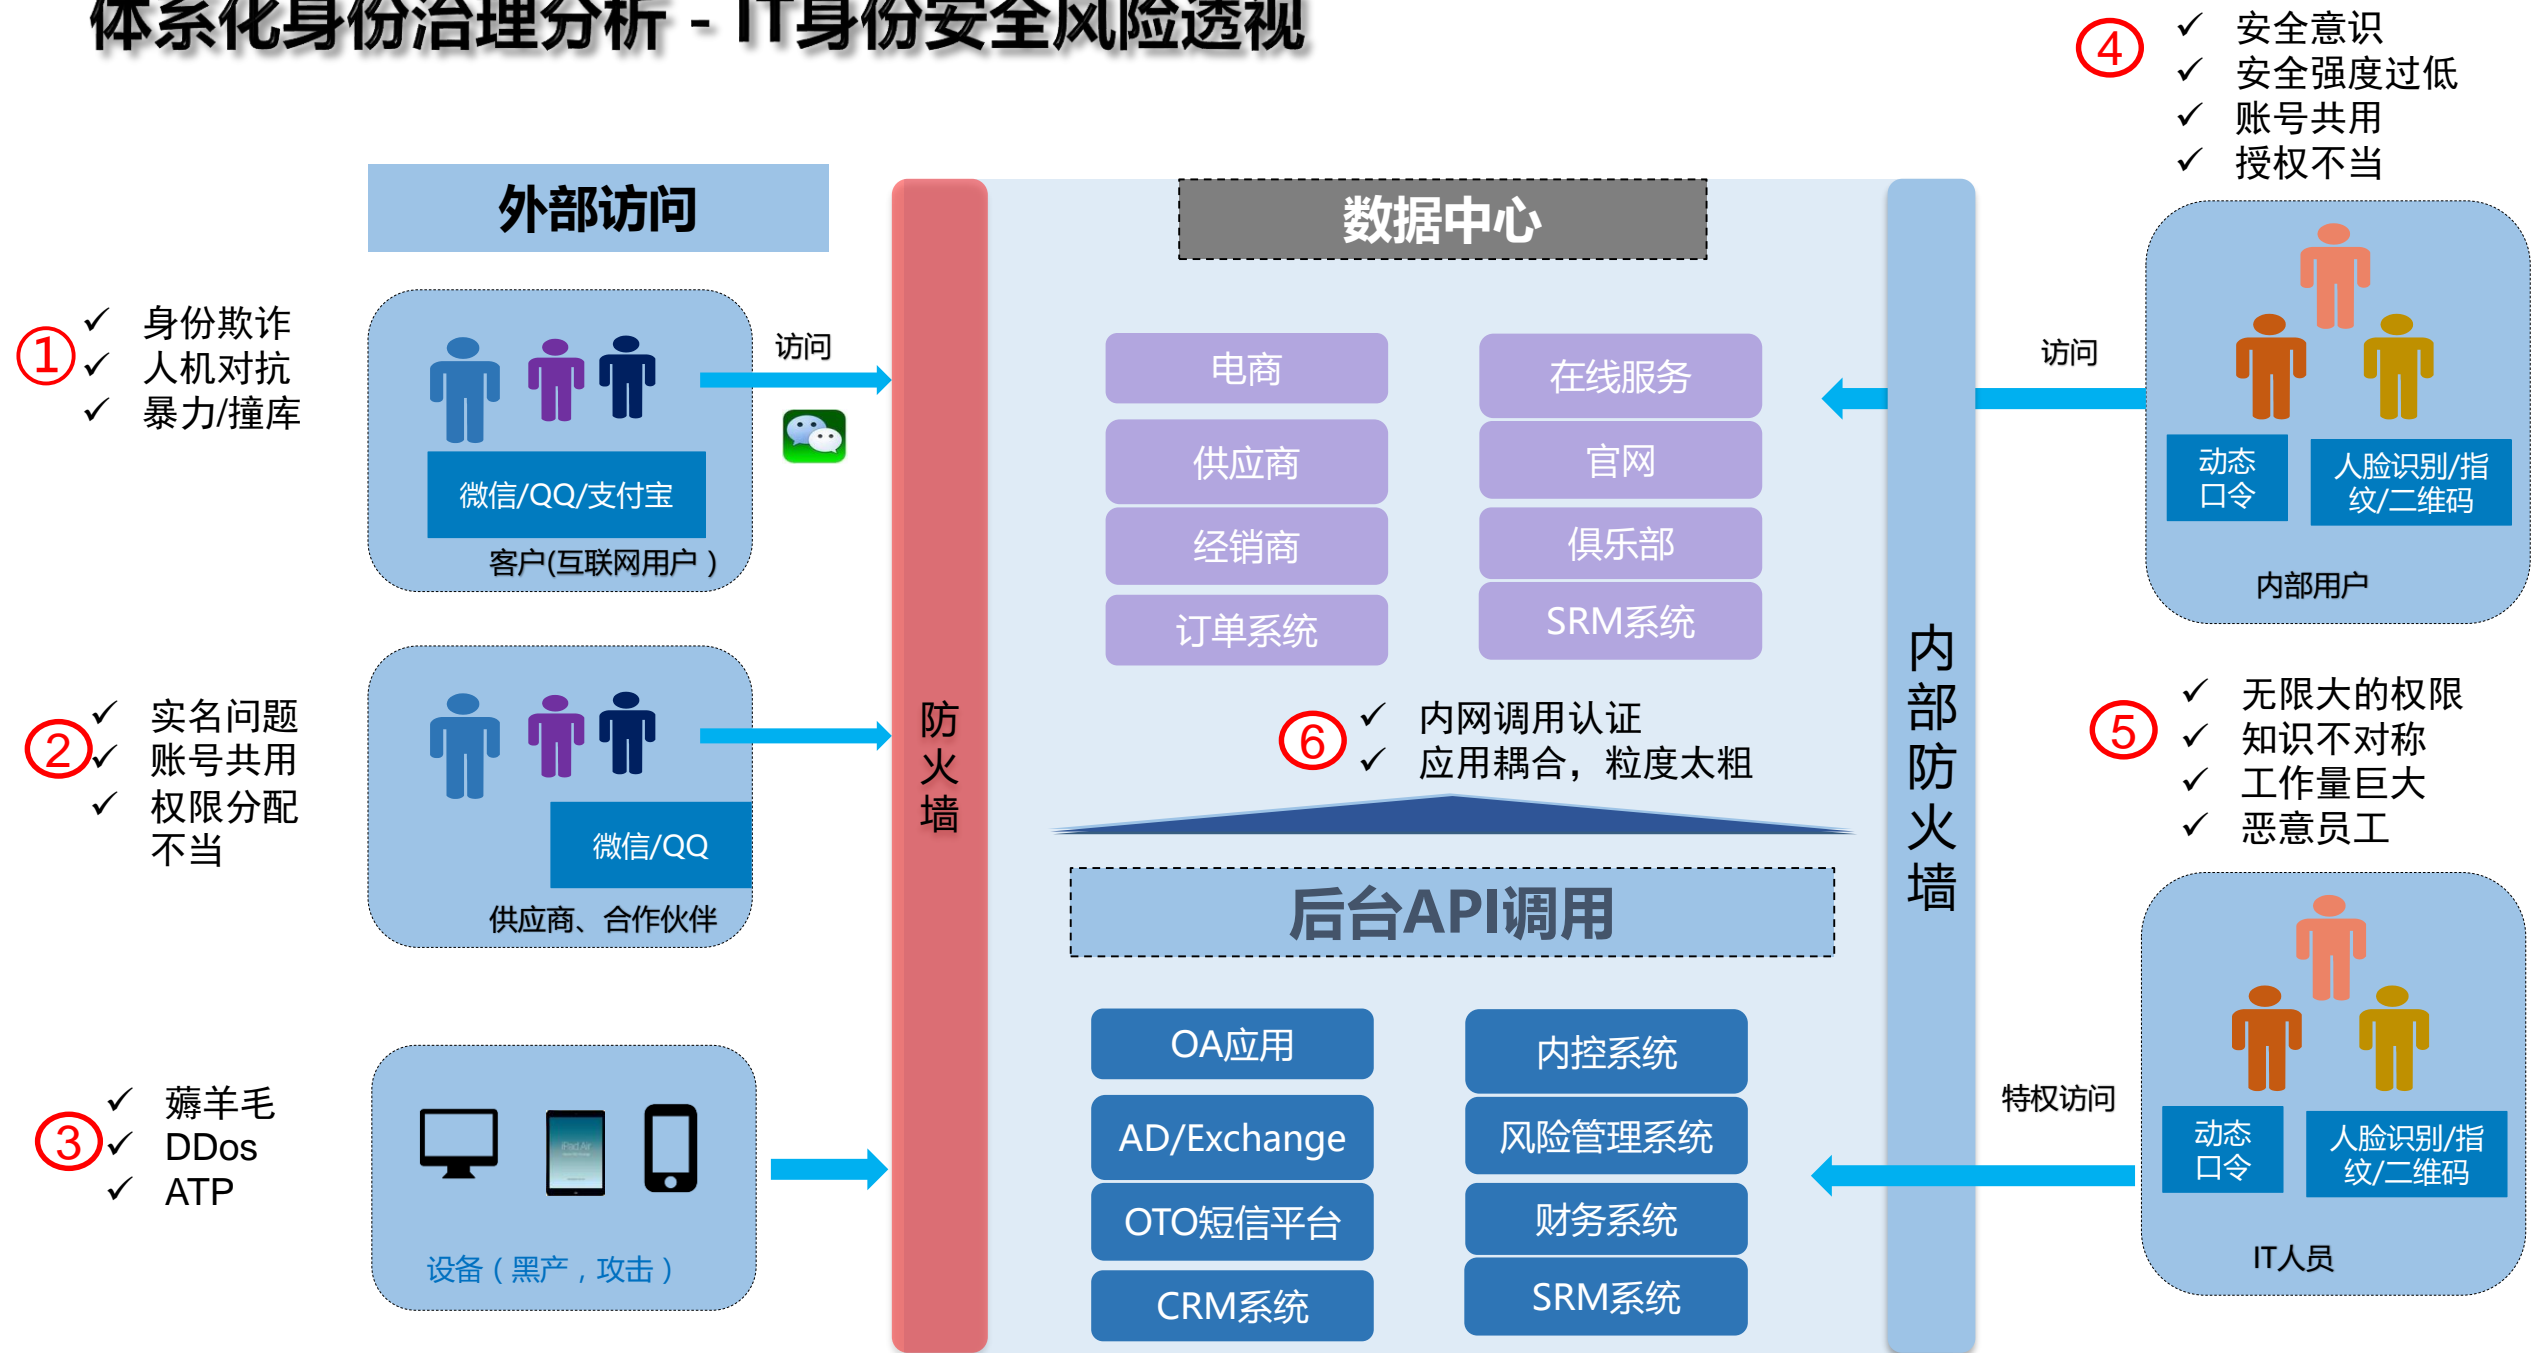 体系化身份治理分析 - IT身份安全风险透视
④
✓ 安全意识
✓ 安全强度过低
✓ 账号共用
✓ 授权不当
外部访问
数据中心
①
✓ 身份欺诈
✓ 人机对抗
✓ 暴力/撞库
微信/QQ/支付宝
客户(互联网用户）
访问
②
✓ 实名问题
✓ 账号共用
✓ 权限分配
不当
微信/QQ
供应商、合作伙伴
③
✓ 薅羊毛
✓ DDos
✓ ATP
iPad Air
设备（黑产，攻击）
防
火
墙
电商
供应商
经销商
订单系统
在线服务
官网
俱乐部
SRM系统
⑥
✓ 内网调用认证
✓ 应用耦合，粒度太粗
后台API调用
OA应用
AD/Exchange
OTO短信平台
CRM系统
内控系统
风险管理系统
财务系统
SRM系统
内
部
防
火
墙
访问
动态
口令
人脸识别/指
纹/二维码
内部用户
⑤
✓ 无限大的权限
✓ 知识不对称
✓ 工作量巨大
✓ 恶意员工
特权访问
动态
口令
人脸识别/指
纹/二维码
IT人员